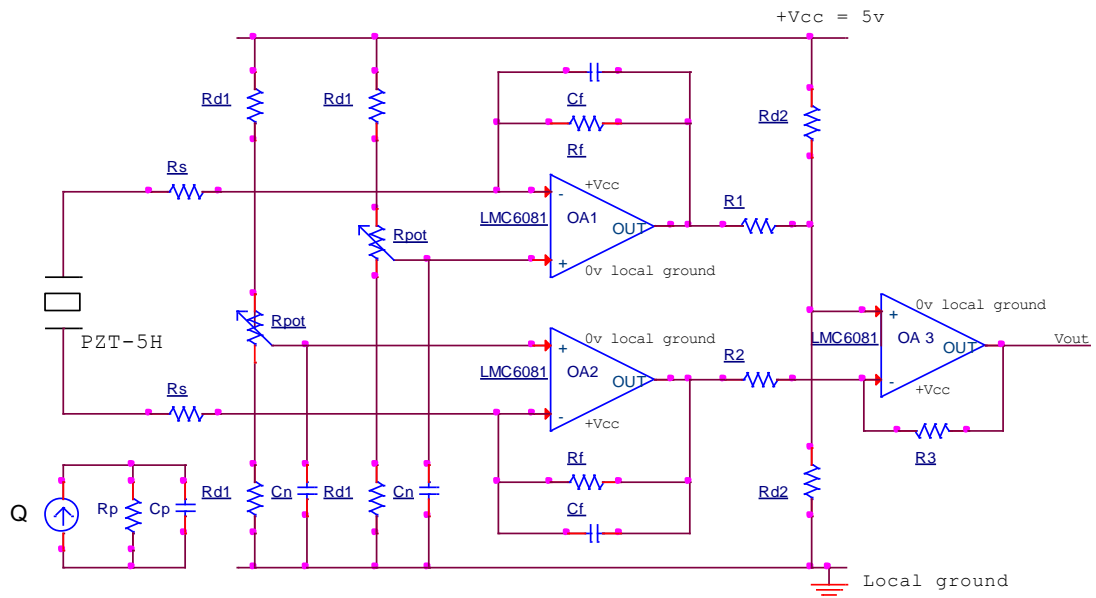 +Vcc = 5v
Rd1
Rd1
Cf
Rd2
Rf
Rs
+Vcc
-
LMC6081
OA1
R1
OUT
Rpot
+
0v local ground
0v local ground
Rpot
PZT-5H
+
LMC6081
OA 3
OUT
Vout
0v local ground
+
LMC6081
OA2
R2
OUT
-
+Vcc
Rs
-
+Vcc
R3
Rf
Q
Rp
Cp
Rd1
Cn
Rd1
Cn
Rd2
Cf
Local ground